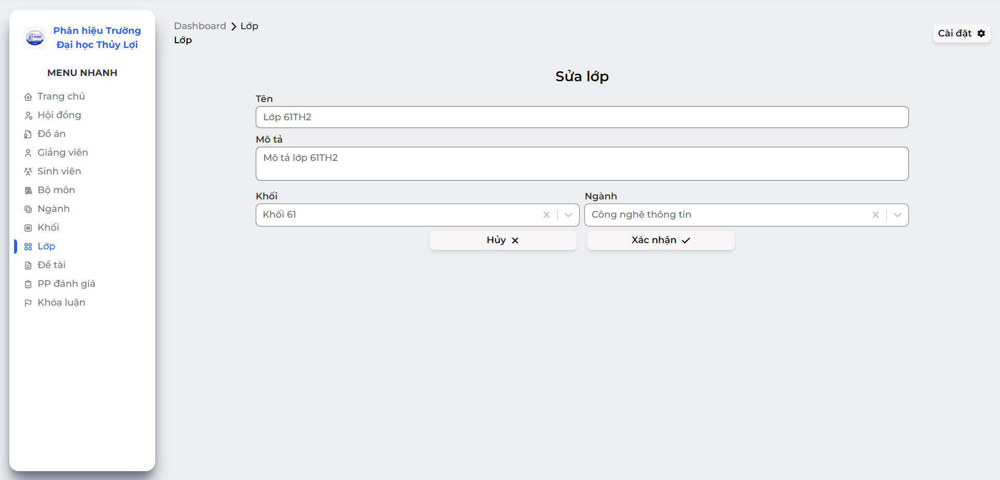 Phân hiệu Trường
Đại học Thủy Lợi
MENU NHANH
Trang chủ
Hội đồng
Đồ án
Giảng viên
Sinh viên
Bộ môn
Ngành
Khối
Lớp
Đề tài
PP đánh giá
Khóa luận
Dashboard Lớp
Lớp
Cài đặt
Sửa lớp
Tên
Lớp 61TH2
Mô tả
Mô tả lớp 61TH2
Khối Ngành
Khối 61 Công nghệ thông tin
Hủy Xác nhận